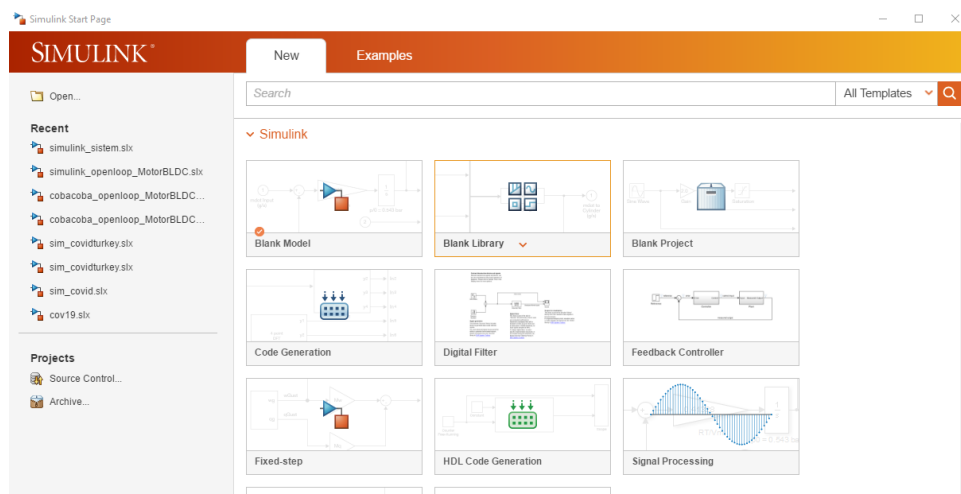 Simulink Start Page
SIMULINK®
New
Examples
Open...
Recent
simulink_sistem.slx
simulink_openloop_MotorBLDC.slx
cobacoba_openloop_MotorBLDC...
cobacoba_openloop_MotorBLDC...
sim_covidturkey.slx
sim_covidturkey.slx
sim_covid.slx
cov19.slx
Projects
Source Control...
Archive...
Search
All Templates
Simulink
Blank Model
Blank Library
Blank Project
Code Generation
Digital Filter
Feedback Controller
Fixed-step
HDL Code Generation
Signal Processing